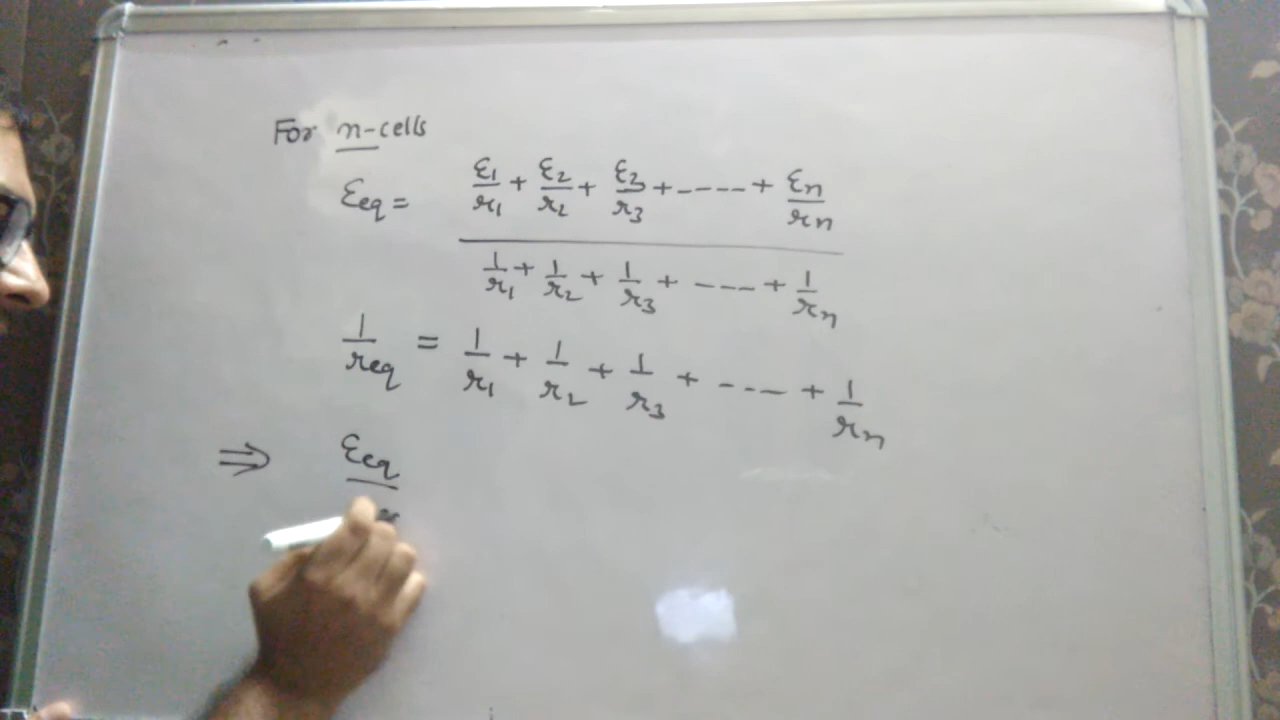 For n-cells
εeq = (ε1/r1 + ε2/r2 + ε3/r3 + ----- + εn/rn) / (1/r1 + 1/r2 + 1/r3 + ---- + 1/rn)
1/req = 1/r1 + 1/r2 + 1/r3 + ---- + 1/rn
⇒ εeq/